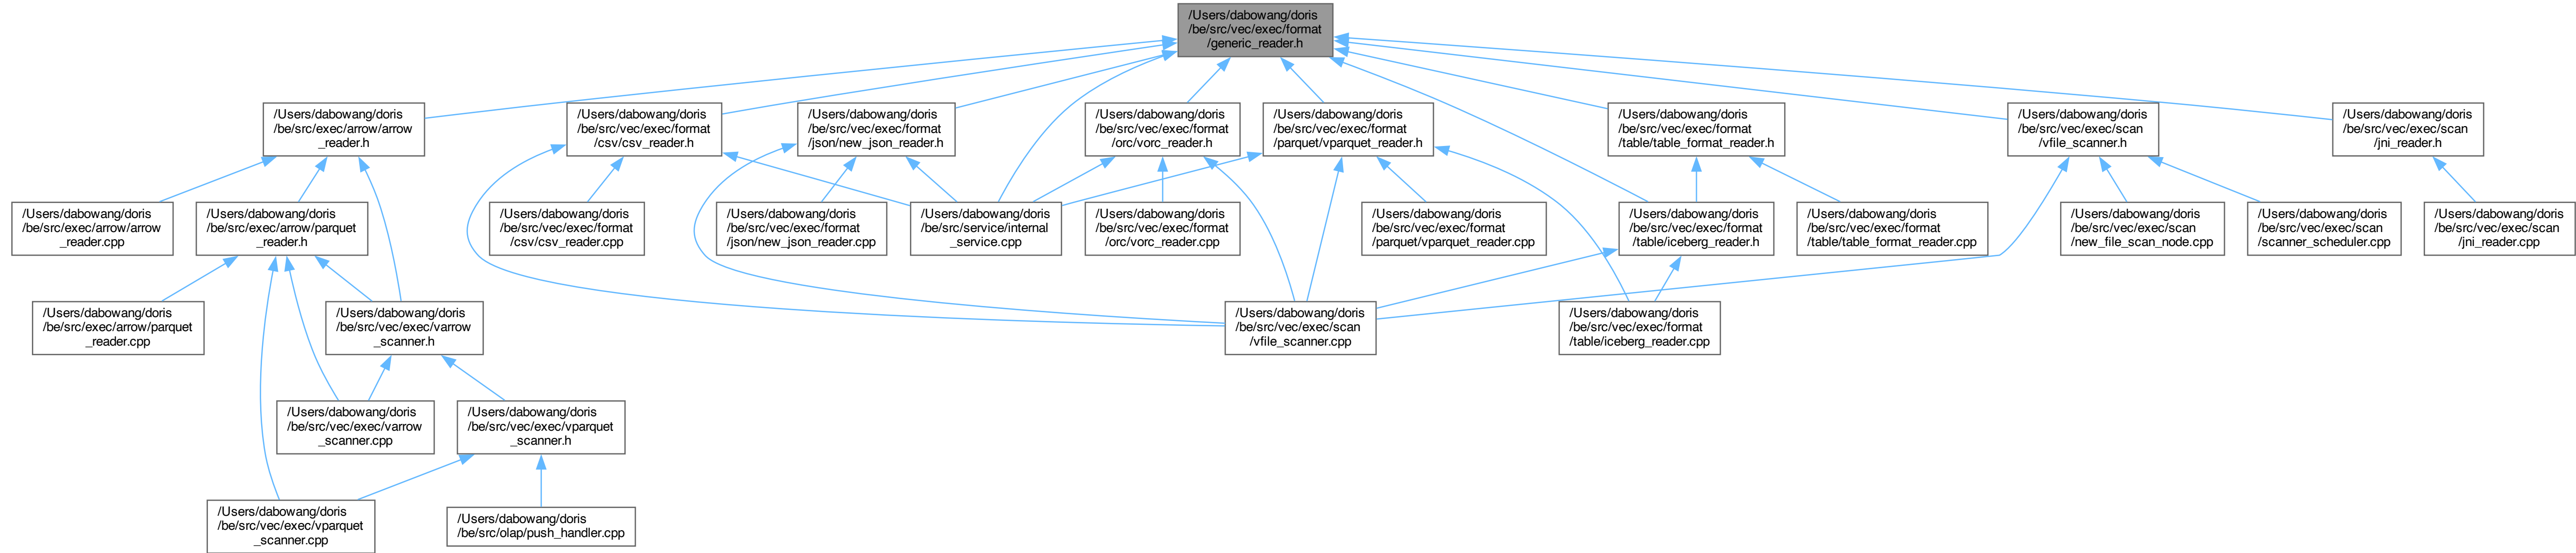 /Users/dabowang/doris
/be/src/vec/exec/format
/generic_reader.h
/Users/dabowang/doris
/be/src/exec/arrow/arrow
_reader.h
/Users/dabowang/doris
/be/src/vec/exec/format
/csv/csv_reader.h
/Users/dabowang/doris
/be/src/vec/exec/format
/json/new_json_reader.h
/Users/dabowang/doris
/be/src/vec/exec/format
/orc/vorc_reader.h
/Users/dabowang/doris
/be/src/vec/exec/format
/parquet/vparquet_reader.h
/Users/dabowang/doris
/be/src/vec/exec/format
/table/table_format_reader.h
/Users/dabowang/doris
/be/src/vec/exec/scan
/vfile_scanner.h
/Users/dabowang/doris
/be/src/vec/exec/scan
/jni_reader.h
/Users/dabowang/doris
/be/src/exec/arrow/arrow
_reader.cpp
/Users/dabowang/doris
/be/src/exec/arrow/parquet
_reader.h
/Users/dabowang/doris
/be/src/vec/exec/format
/csv/csv_reader.cpp
/Users/dabowang/doris
/be/src/vec/exec/format
/json/new_json_reader.cpp
/Users/dabowang/doris
/be/src/service/internal
_service.cpp
/Users/dabowang/doris
/be/src/vec/exec/format
/orc/vorc_reader.cpp
/Users/dabowang/doris
/be/src/vec/exec/format
/parquet/vparquet_reader.cpp
/Users/dabowang/doris
/be/src/vec/exec/format
/table/iceberg_reader.h
/Users/dabowang/doris
/be/src/vec/exec/format
/table/table_format_reader.cpp
/Users/dabowang/doris
/be/src/vec/exec/scan
/new_file_scan_node.cpp
/Users/dabowang/doris
/be/src/vec/exec/scan
/scanner_scheduler.cpp
/Users/dabowang/doris
/be/src/vec/exec/scan
/jni_reader.cpp
/Users/dabowang/doris
/be/src/exec/arrow/parquet
_reader.cpp
/Users/dabowang/doris
/be/src/vec/exec/varrow
_scanner.h
/Users/dabowang/doris
/be/src/vec/exec/scan
/vfile_scanner.cpp
/Users/dabowang/doris
/be/src/vec/exec/format
/table/iceberg_reader.cpp
/Users/dabowang/doris
/be/src/vec/exec/varrow
_scanner.cpp
/Users/dabowang/doris
/be/src/vec/exec/vparquet
_scanner.h
/Users/dabowang/doris
/be/src/vec/exec/vparquet
_scanner.cpp
/Users/dabowang/doris
/be/src/olap/push_handler.cpp